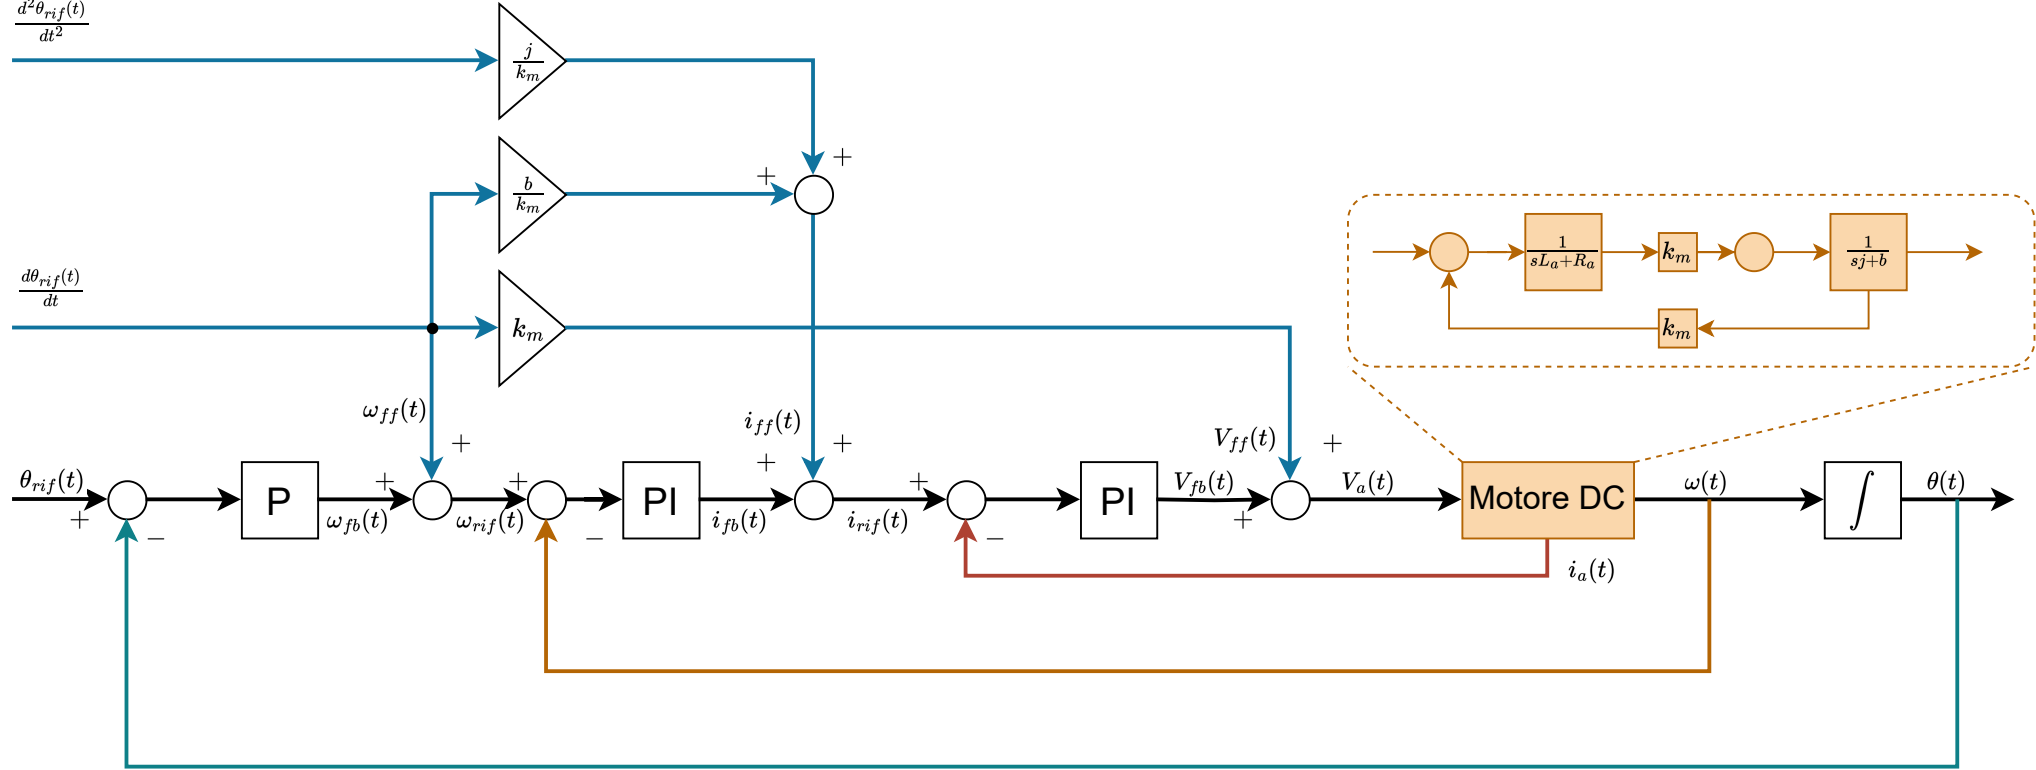 d²θ_rif(t)/dt²
j/k_m
+
+
b/k_m
1/(sL_a+R_a)
k_m
1/(sj+b)
dθ_rif(t)/dt
k_m
k_m
ω_ff(t)
i_ff(t)
V_ff(t)
+
+
+
+
θ_rif(t)
+
−
P
+
ω_fb(t)
ω_rif(t)
+
−
PI
i_fb(t)
i_rif(t)
+
−
PI
V_fb(t)
+
V_a(t)
Motore DC
ω(t)
∫
θ(t)
i_a(t)